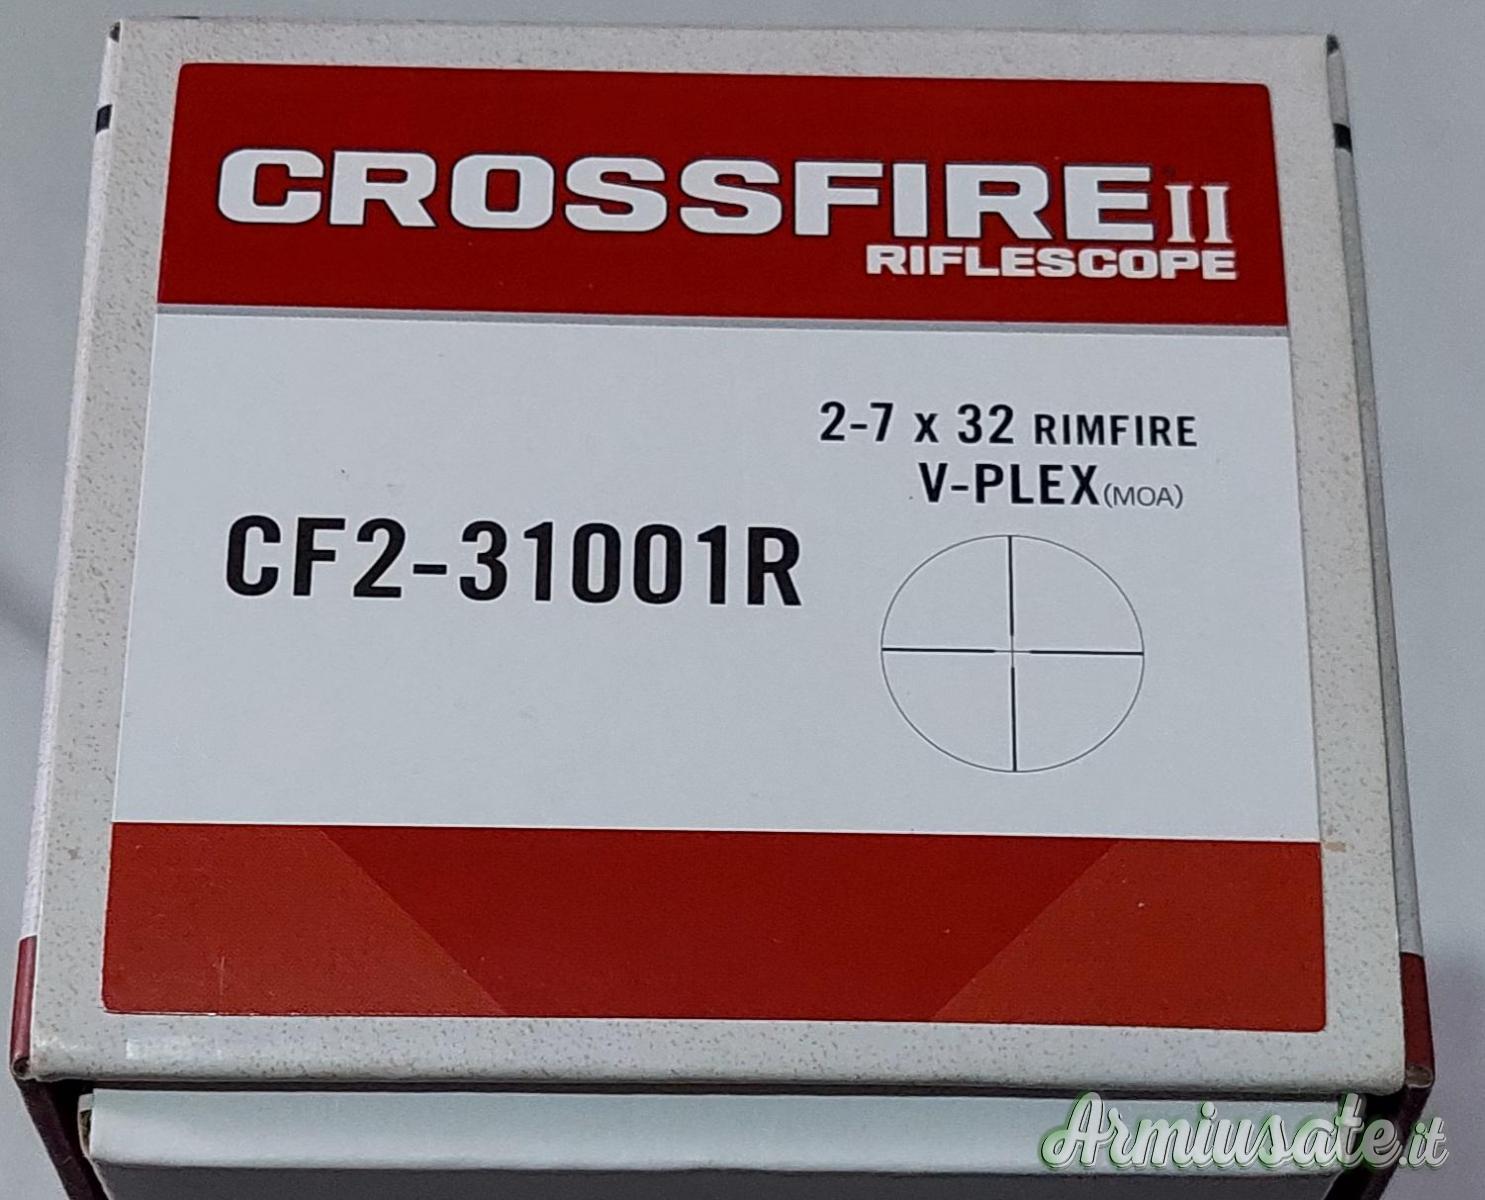 CROSSFIRE II
RIFLESCOPE
2-7 x 32 RIMFIRE
V-PLEX (MOA)
CF2-31001R
Armiusate.it